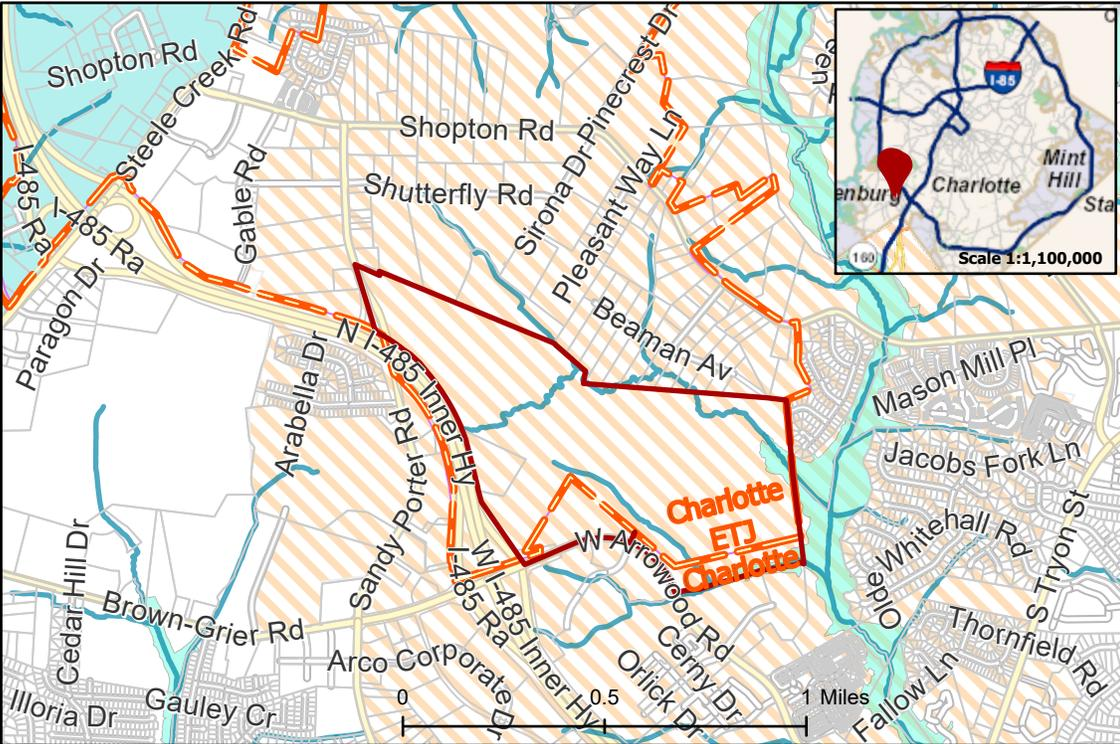 Shopton Rd
Steele Creek Rd
I-485 Ra
I-485 Ra
Paragon Dr
Gable Rd
Shopton Rd
Shutterfly Rd
Sirona Dr
Pinecrest Dr
Pleasant Way Ln
Beaman Av
N I-485 Inner Hy
Arabella Dr
Sandy Porter Rd
Mason Mill Pl
Jacobs Fork Ln
Whitehall Rd
Olde
S Tryon St
Charlotte
ETJ
Charlotte
W Arrowood Rd
I-485 Ra
W I-485 Inner Hy
Cedar Hill Dr
Brown-Grier Rd
Illoria Dr
Gauley Cr
Arco Corporate Dr
Orlick Dr
Cerny Dr
Fallow Ln
Thornfield Rd
0 0.5 1 Miles
I-85
Mint
Hill
Charlotte
enburg
Sta
160
Scale 1:1,100,000